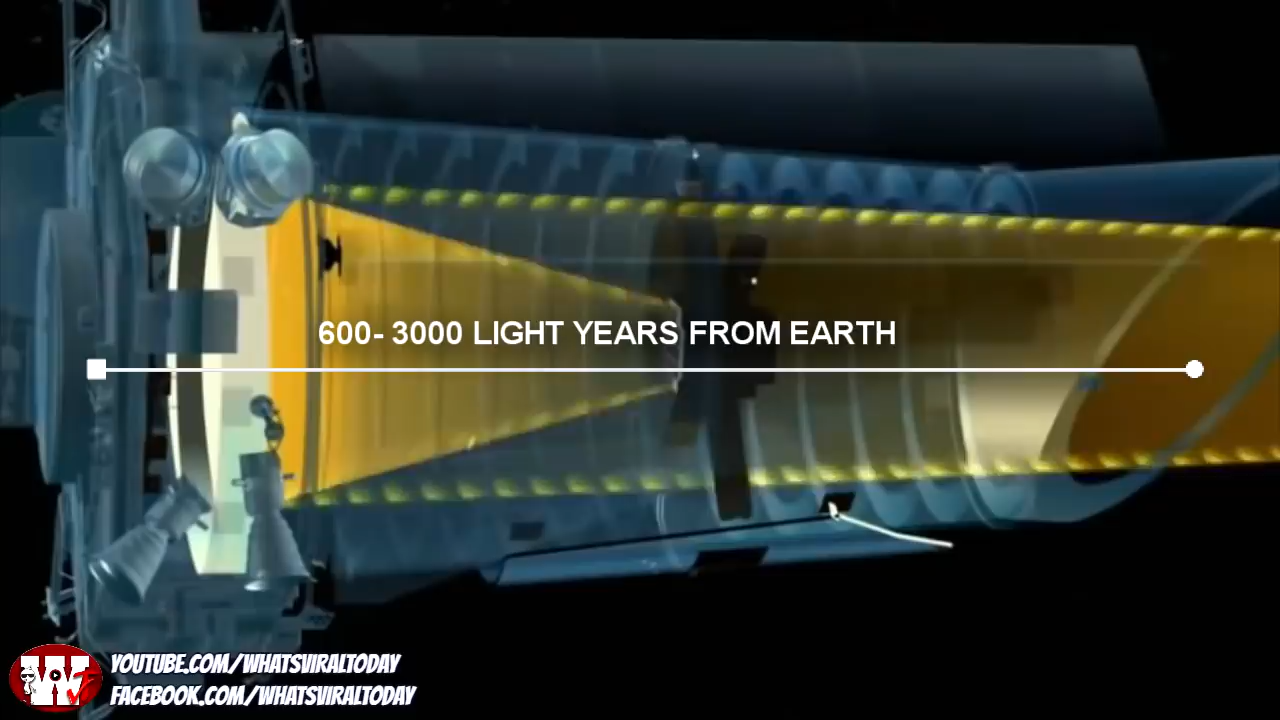 600- 3000 LIGHT YEARS FROM EARTH
YOUTUBE.COM/WHATSVIRALTODAY
FACEBOOK.COM/WHATSVIRALTODAY